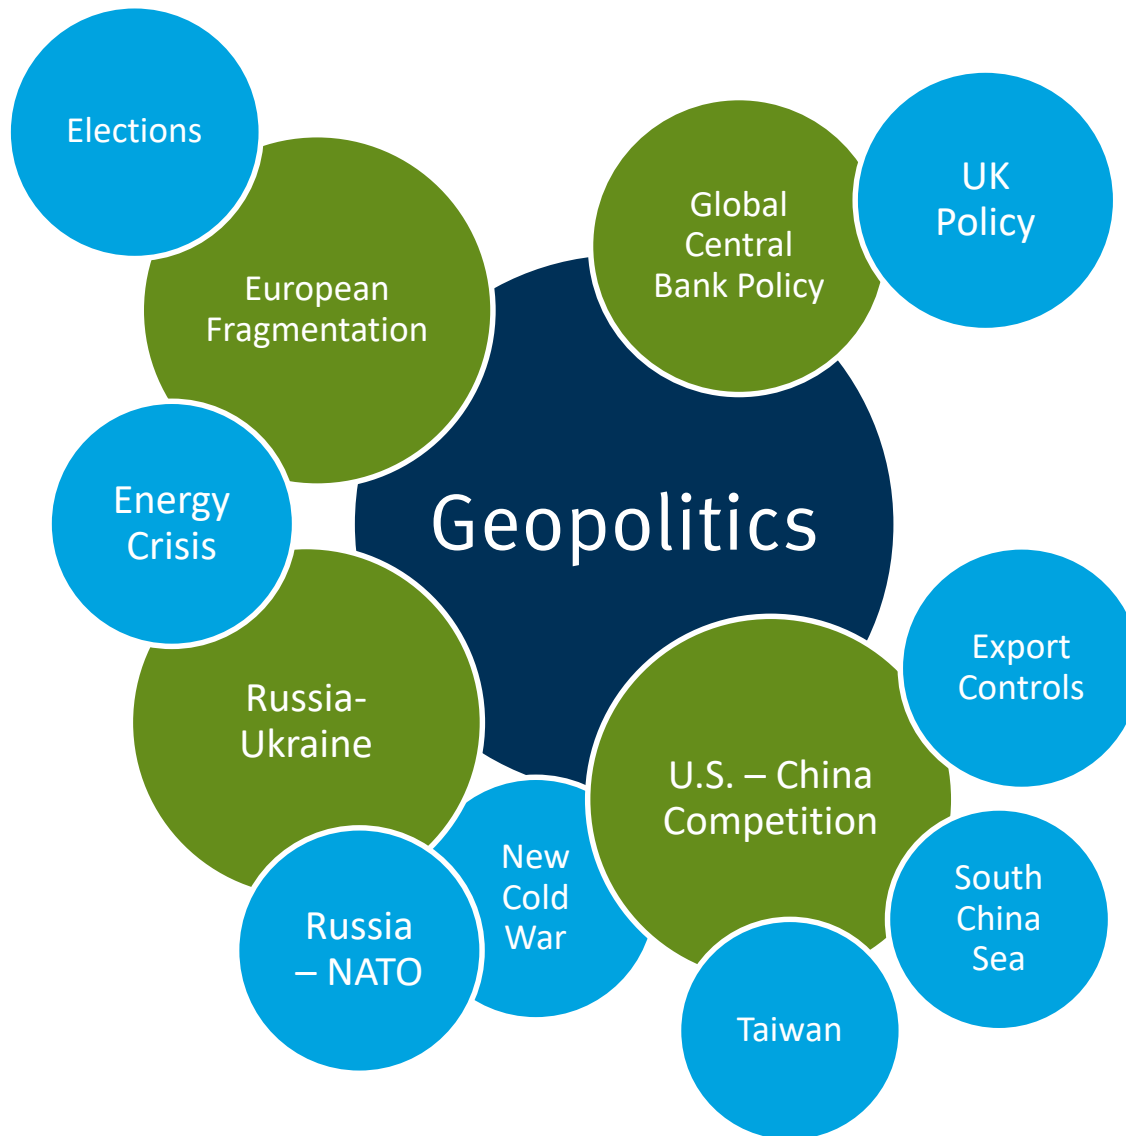 Elections
European
Fragmentation
Global
Central
Bank Policy
UK
Policy
Energy
Crisis
Geopolitics
Russia-
Ukraine
U.S. – China
Competition
Export
Controls
New
Cold
War
Russia
– NATO
South
China
Sea
Taiwan